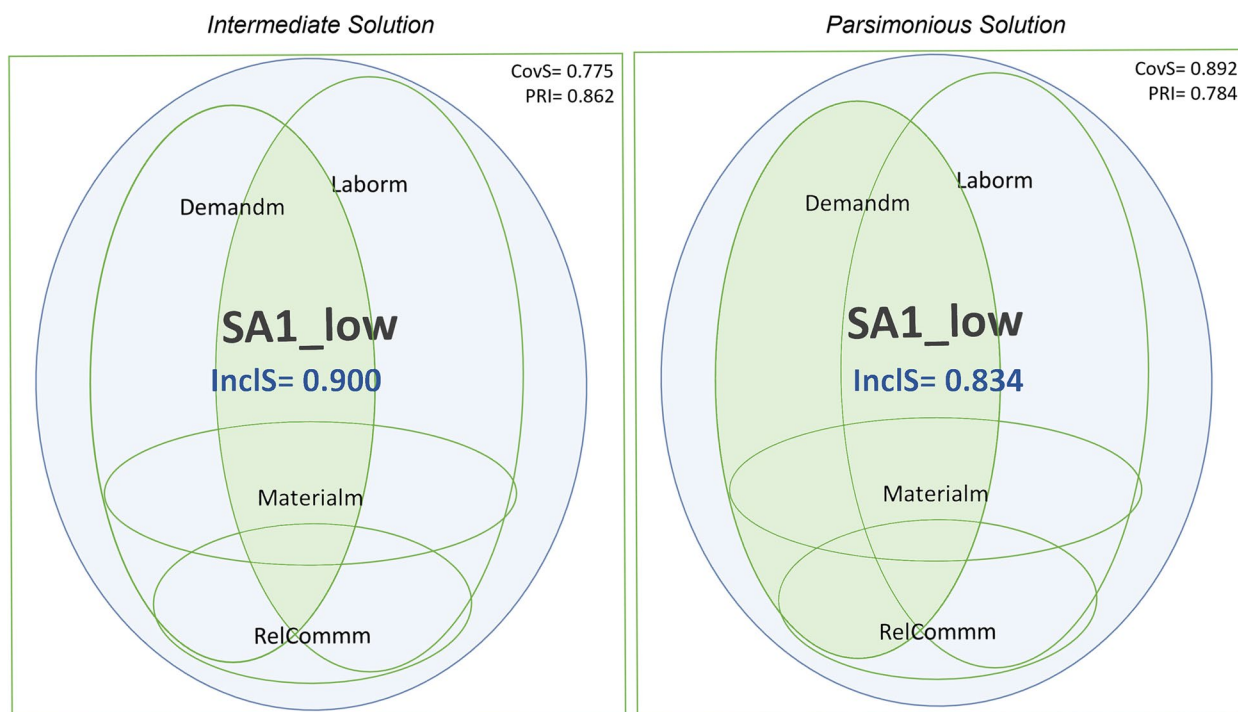 Intermediate Solution
CovS= 0.775
PRI= 0.862
Laborm
Demandm
SA1_low
InclS= 0.900
Materialm
RelCommm
Parsimonious Solution
CovS= 0.892
PRI= 0.784
Laborm
Demandm
SA1_low
InclS= 0.834
Materialm
RelCommm